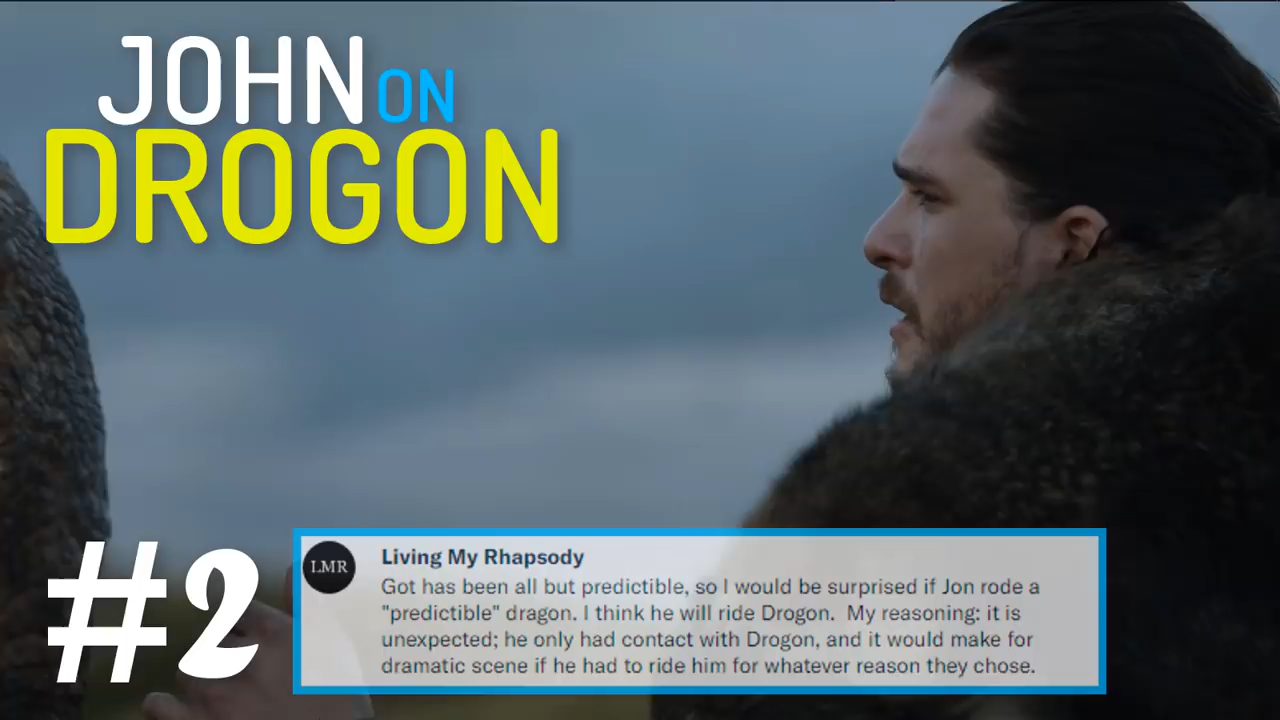 JOHN ON
DROGON
#2
LMR
Living My Rhapsody
Got has been all but predictible, so I would be surprised if Jon rode a
"predictible" dragon. I think he will ride Drogon.  My reasoning: it is
unexpected; he only had contact with Drogon, and it would make for
dramatic scene if he had to ride him for whatever reason they chose.